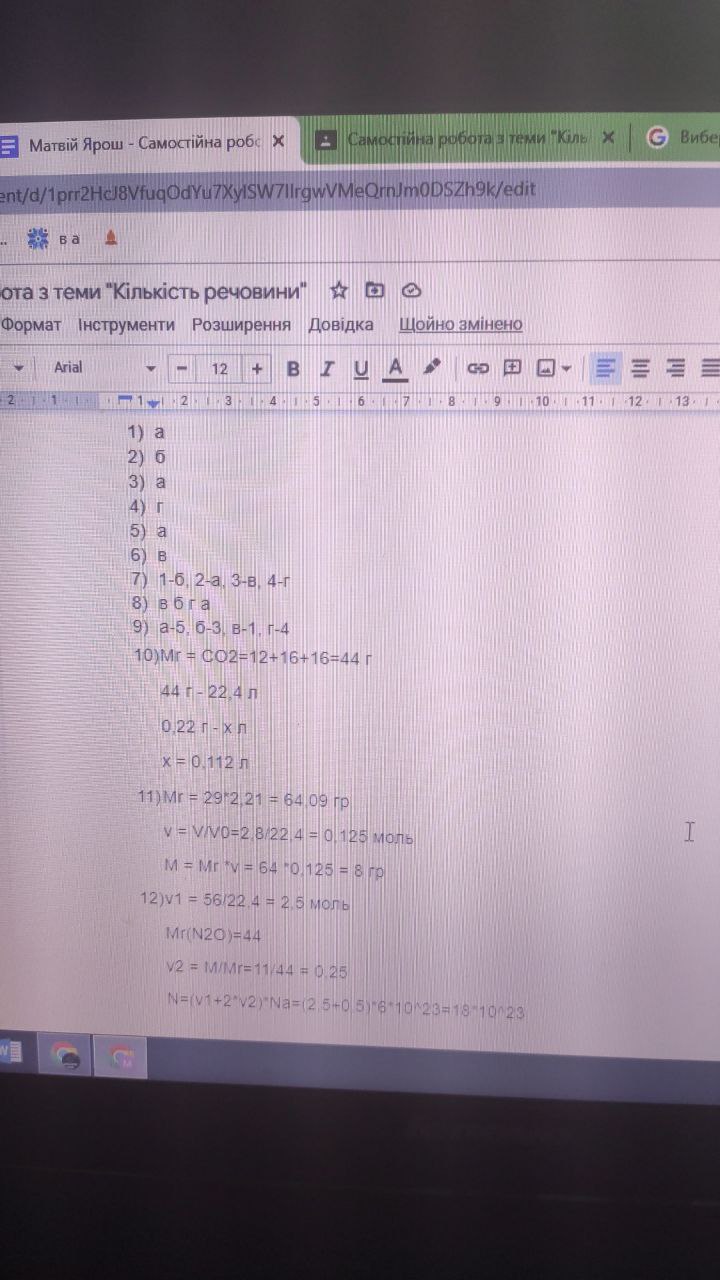 Матвій Ярош - Самостійна робо
Самостійна робота з теми "Кіль
Вибер
ent/d/1prr2HcJ8VfuqOdYu7XyISW7IIrgwVMeQrnJm0DSZh9k/edit
.. в а
ота з теми "Кількість речовини"
Формат Інструменти Розширення Довідка Щойно змінено
Arial − 12 + B I U A
2 1 1 2 3 4 5 6 7 8 9 10 11 12 13
1) а
2) б
3) а
4) г
5) а
6) в
7) 1-б, 2-а, 3-в, 4-г
8) в б г а
9) а-5, б-3, в-1, г-4
10)Mr = CO2=12+16+16=44 г
44 г - 22,4 л
0,22 г - х л
х = 0,112 л
11)Mr = 29*2,21 = 64,09 гр
v = V/V0=2,8/22,4 = 0,125 моль
M = Mr *v = 64 *0,125 = 8 гр
12)v1 = 56/22,4 = 2,5 моль
Mr(N2O)=44
v2 = M/Mr=11/44 = 0,25
N=(v1+2*v2)*Na=(2,5+0,5)*6*10^23=18*10^23
W
M